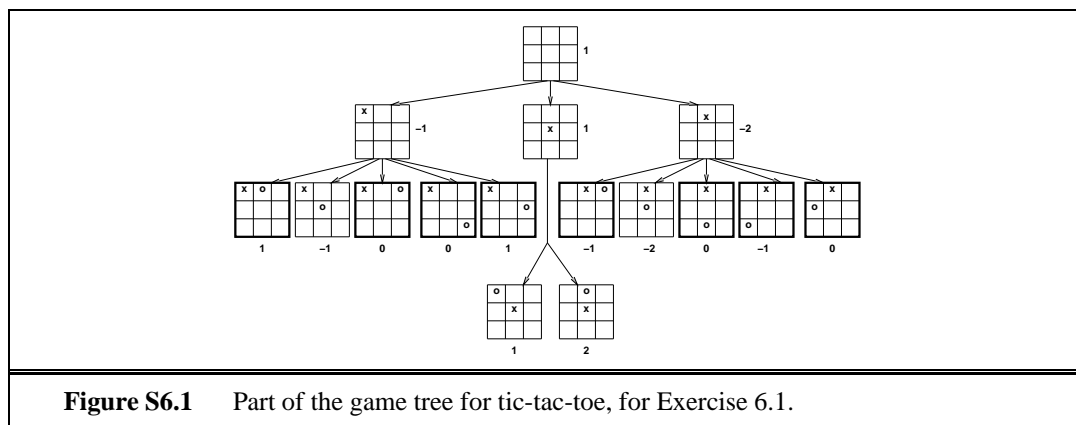 1
x
–1
x
1
x
–2
x o
x
o
x o
x
o
x
o
x o
x
o
x
o
x
o
x
o
1
–1
0
0
1
–1
–2
0
–1
0
o
x
o
x
1
2
Figure S6.1 Part of the game tree for tic-tac-toe, for Exercise 6.1.